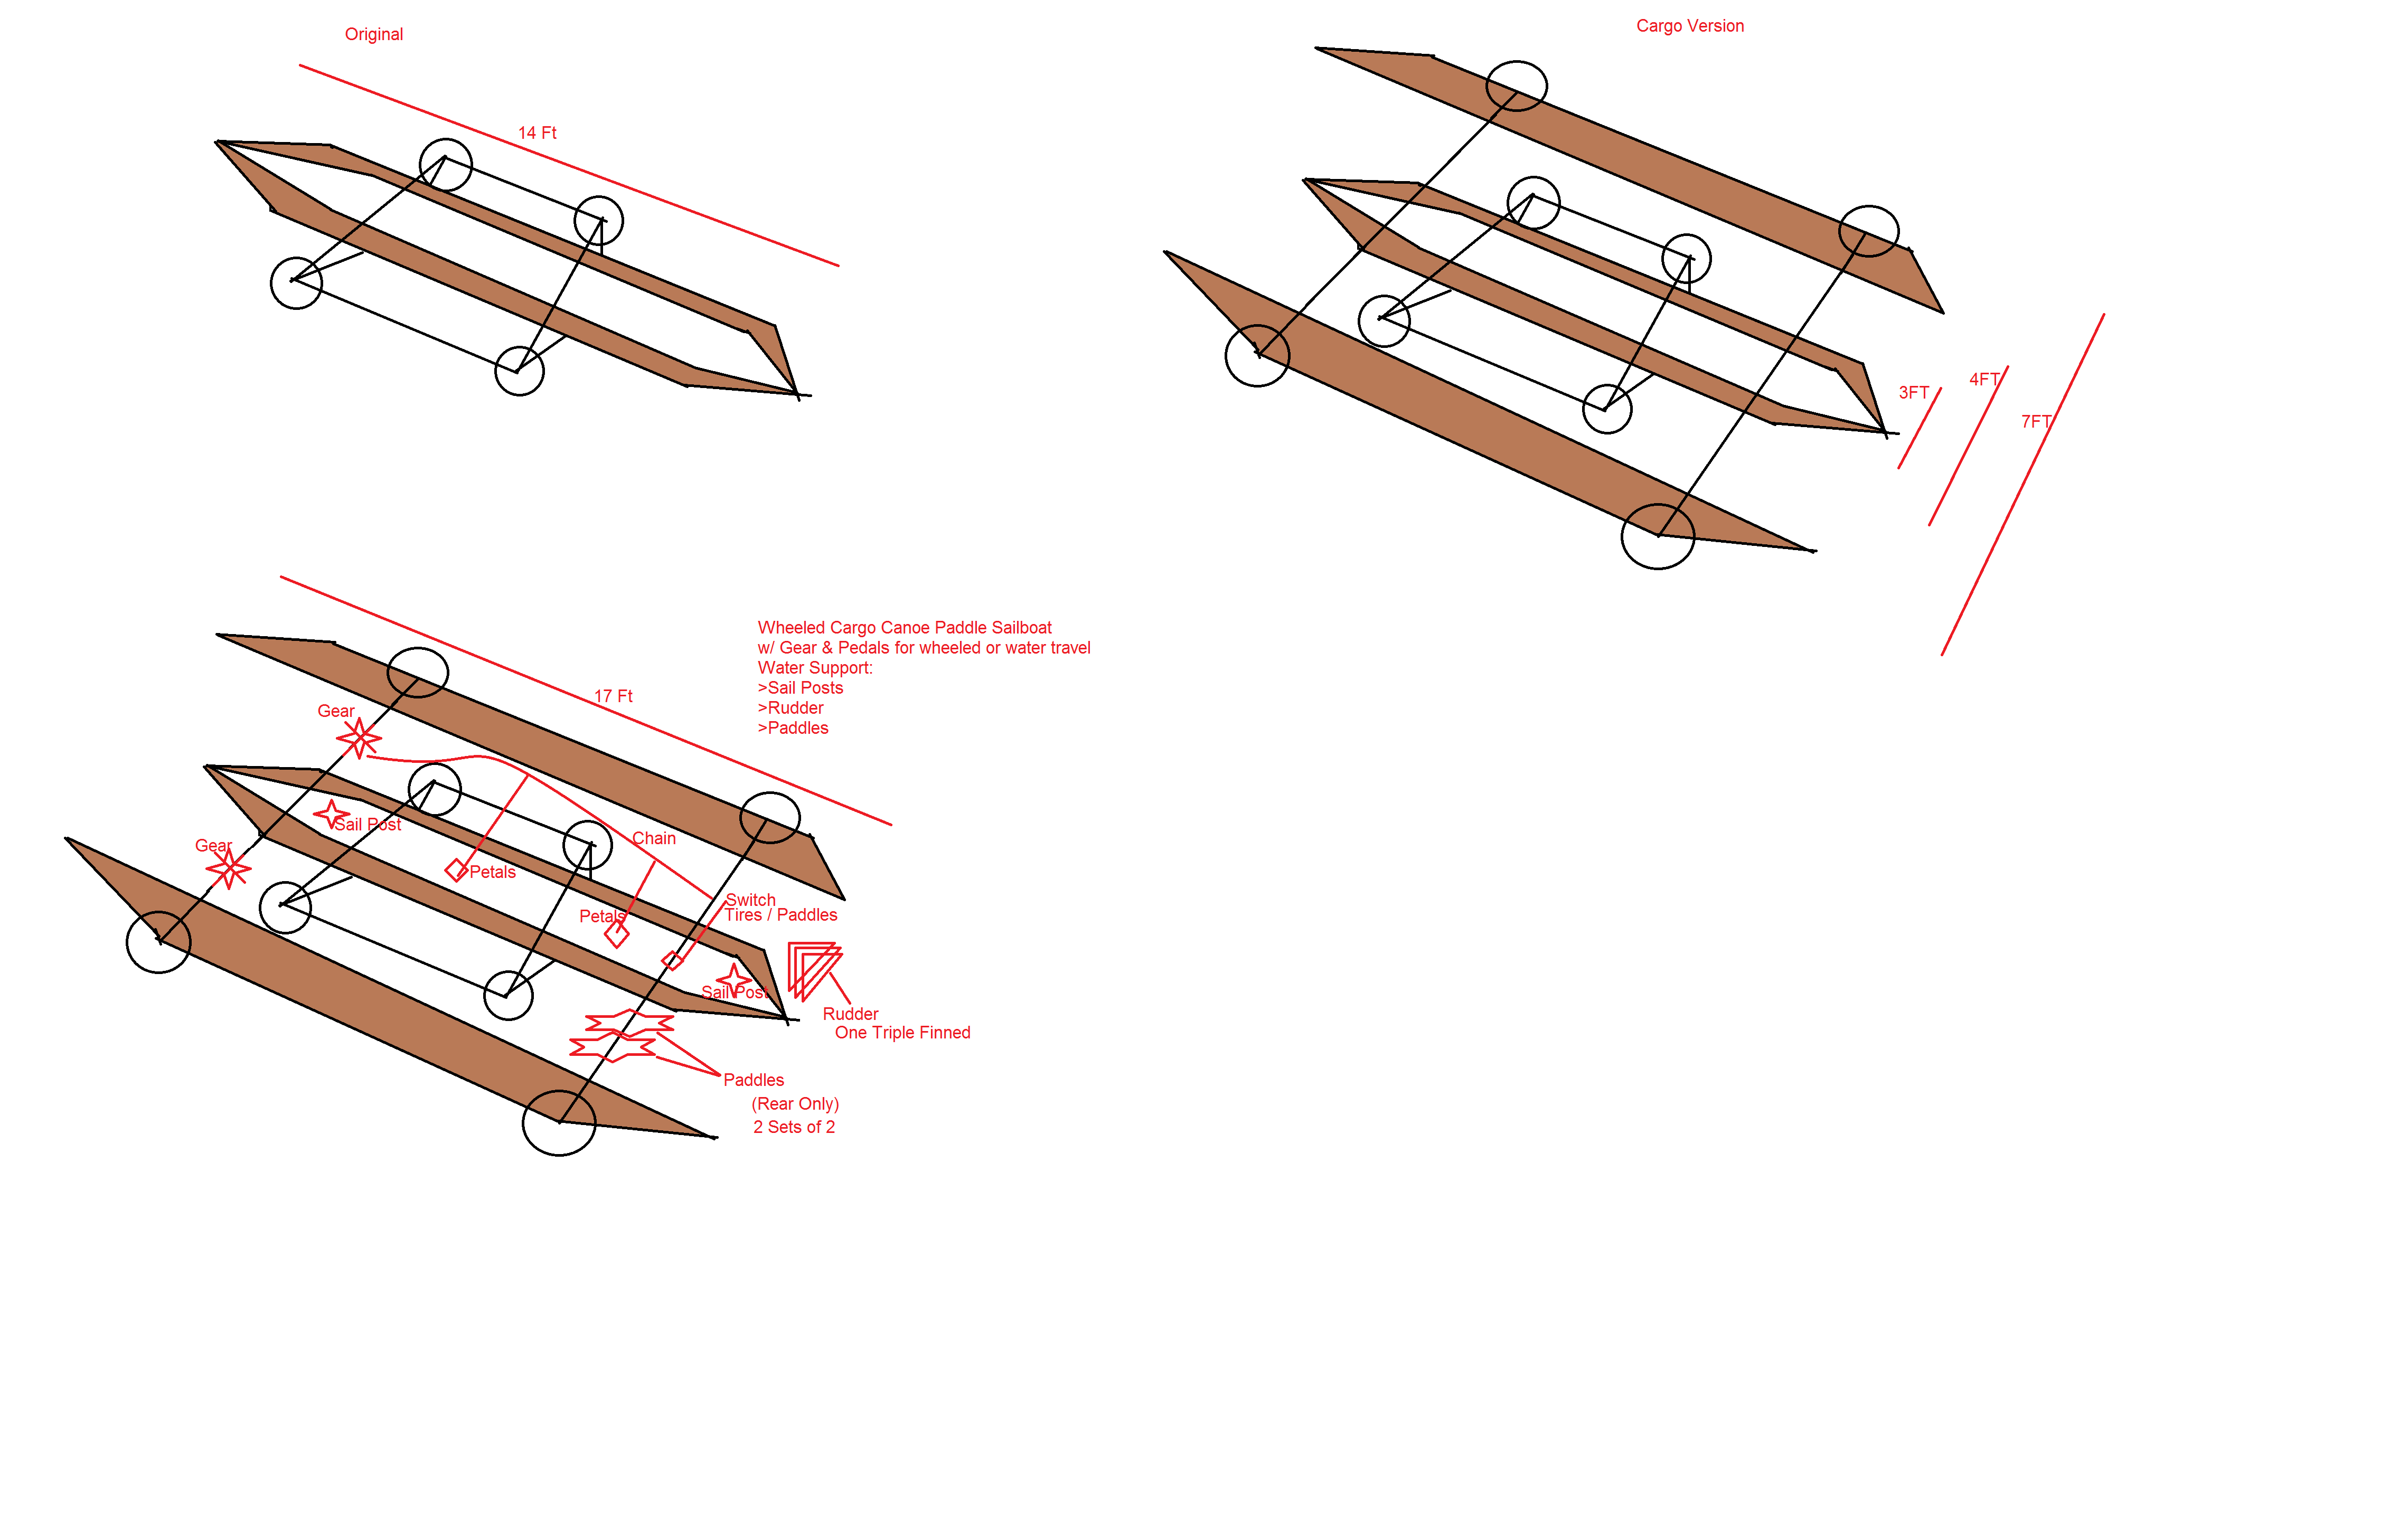 Original
14 Ft
Cargo Version
3FT
4FT
7FT
17 Ft
Wheeled Cargo Canoe Paddle Sailboat
w/ Gear & Pedals for wheeled or water travel
Water Support:
>Sail Posts
>Rudder
>Paddles
Gear
Sail Post
Gear
Chain
Petals
Petals
Switch
Tires / Paddles
Sail Post
Rudder
One Triple Finned
Paddles
(Rear Only)
2 Sets of 2